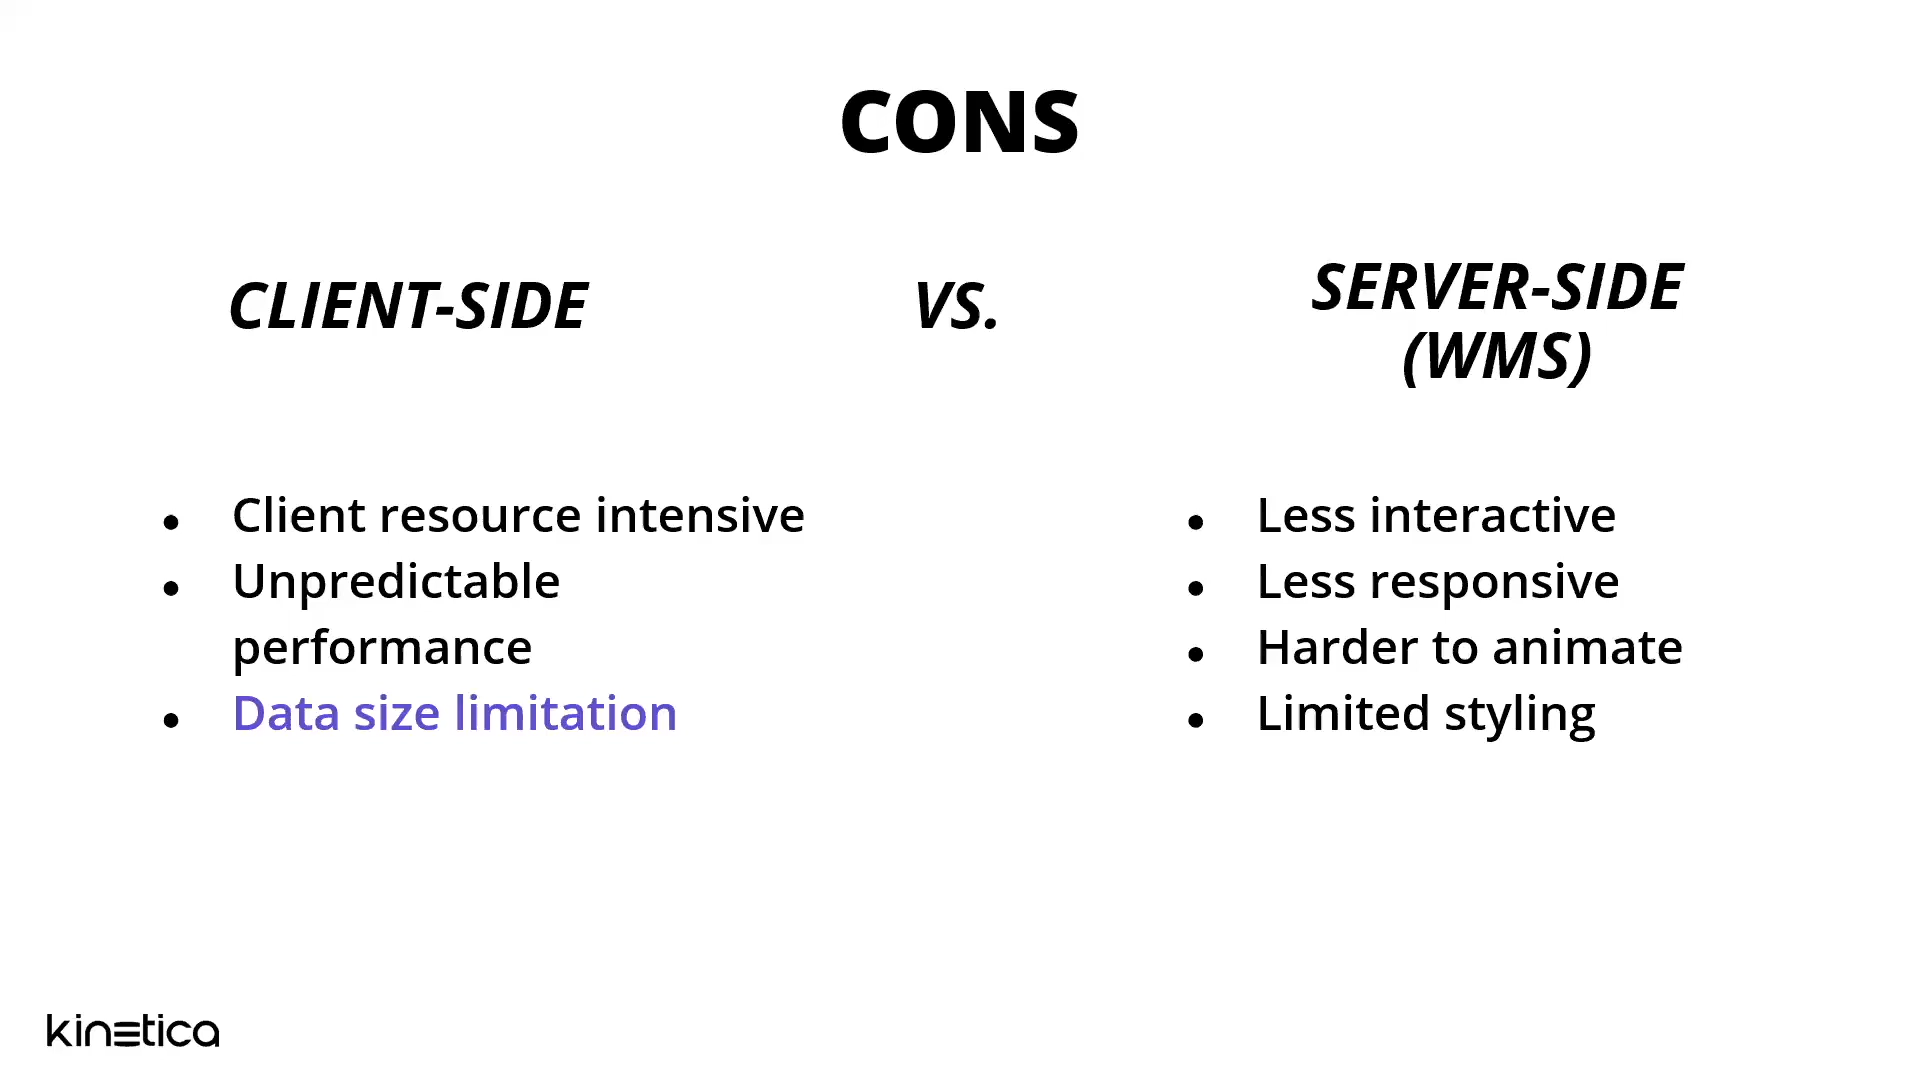 CONS
CLIENT-SIDE
VS.
SERVER-SIDE
(WMS)
• Client resource intensive
• Unpredictable
performance
• Data size limitation
• Less interactive
• Less responsive
• Harder to animate
• Limited styling
kinetica